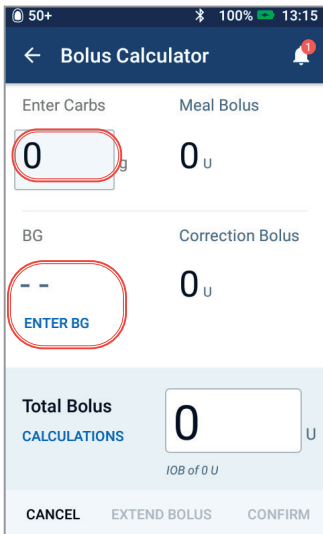 50+ 100% 13:15
← Bolus Calculator 1
Enter Carbs Meal Bolus
0 g 0 U
BG Correction Bolus
-- 0 U
ENTER BG
Total Bolus 0 U
CALCULATIONS
IOB of 0 U
CANCEL EXTEND BOLUS CONFIRM